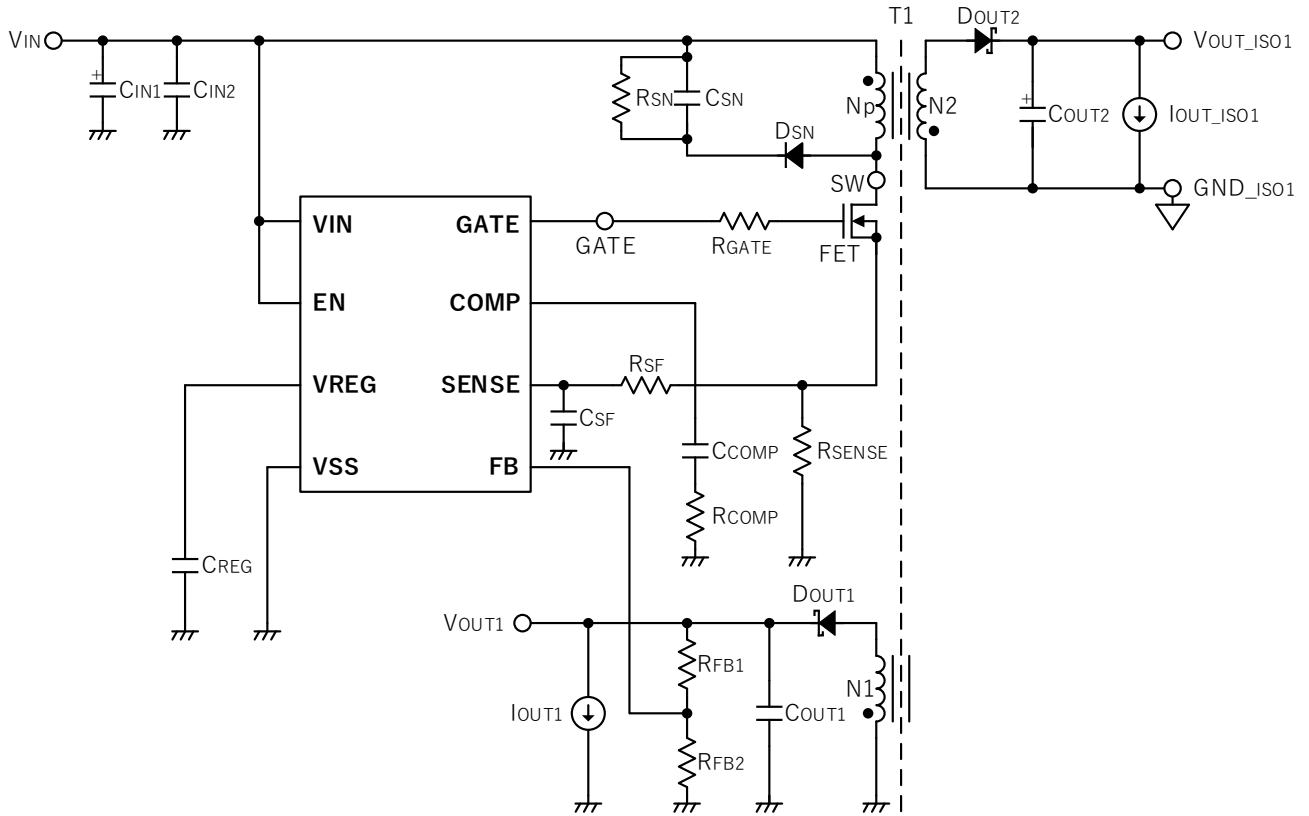 T1
DOUT2
VIN
VOUT_ISO1
+
CIN1
CIN2
RSN
CSN
Np
N2
+
COUT2
IOUT_ISO1
DSN
SW
GND_ISO1
VIN
GATE
GATE
RGATE
FET
EN
COMP
VREG
SENSE
RSF
CSF
CCOMP
RSENSE
VSS
FB
RCOMP
CREG
DOUT1
VOUT1
RFB1
N1
IOUT1
COUT1
RFB2